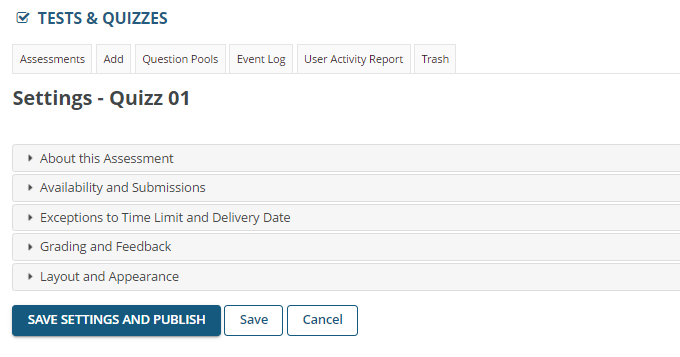 TESTS & QUIZZES
Assessments Add Question Pools Event Log User Activity Report Trash
Settings - Quizz 01
About this Assessment
Availability and Submissions
Exceptions to Time Limit and Delivery Date
Grading and Feedback
Layout and Appearance
SAVE SETTINGS AND PUBLISH Save Cancel